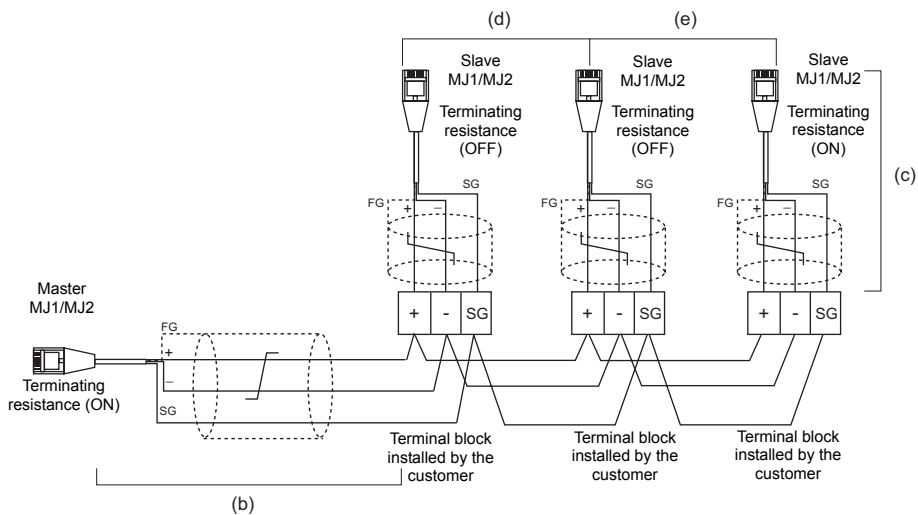 (d)
(e)
Slave
MJ1/MJ2
Terminating
resistance
(OFF)
Slave
MJ1/MJ2
Terminating
resistance
(OFF)
Slave
MJ1/MJ2
Terminating
resistance
(ON)
(c)
SG
FG
+
−
SG
FG
+
−
SG
FG
+
−
+
-
SG
+
-
SG
+
-
SG
Master
MJ1/MJ2
FG
+
−
SG
Terminating
resistance (ON)
Terminal block
installed by the
customer
Terminal block
installed by the
customer
Terminal block
installed by the
customer
(b)